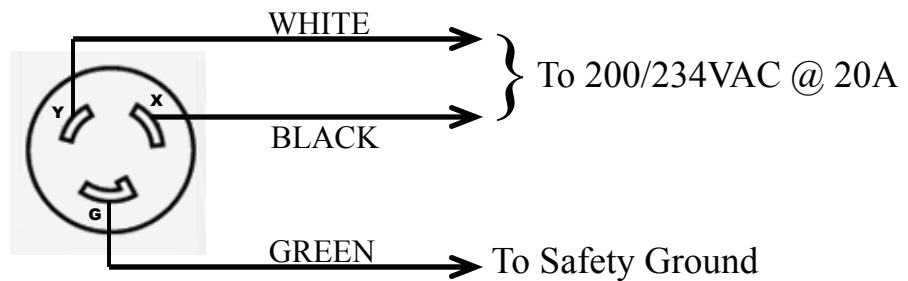 WHITE
Y
X
To 200/234VAC @ 20A
BLACK
G
GREEN
To Safety Ground